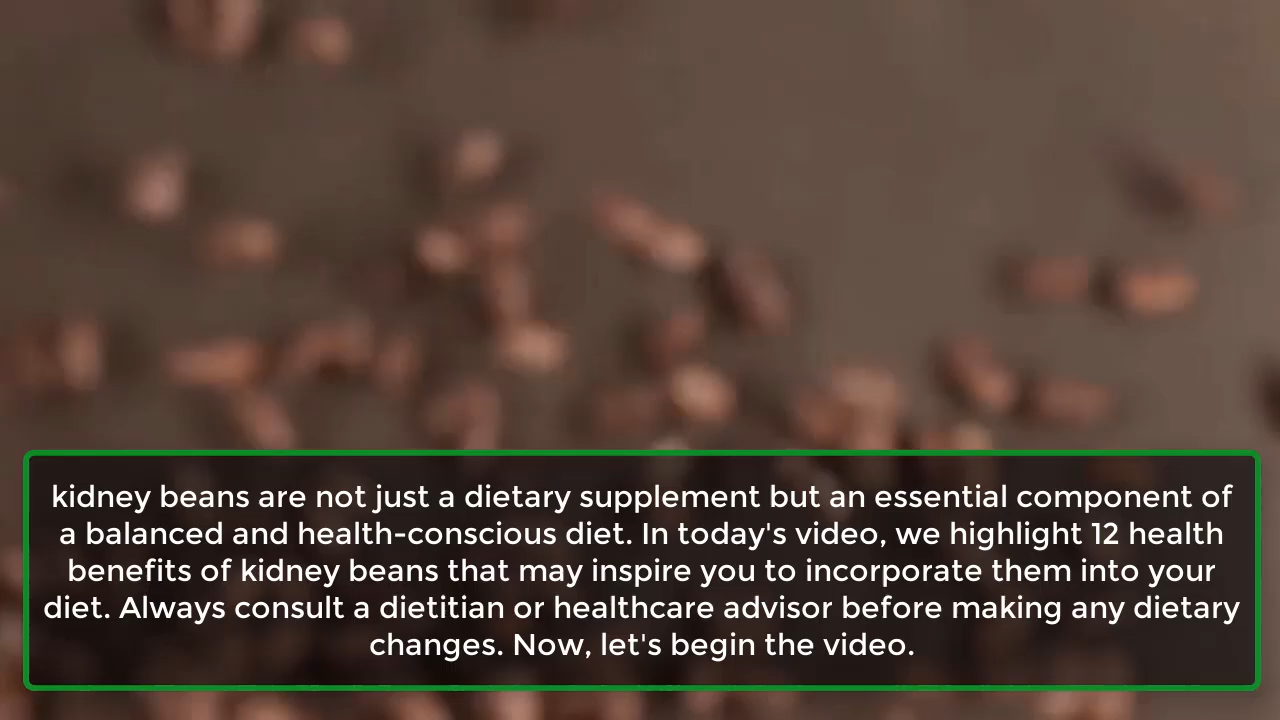 kidney beans are not just a dietary supplement but an essential component of
a balanced and health-conscious diet. In today's video, we highlight 12 health
benefits of kidney beans that may inspire you to incorporate them into your
diet. Always consult a dietitian or healthcare advisor before making any dietary
changes. Now, let's begin the video.